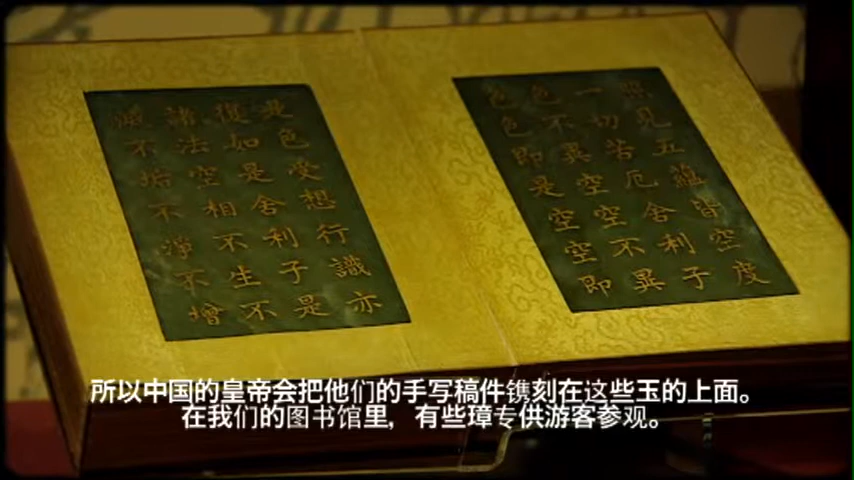 照見五蘊皆空度
一切苦厄舍利子
色不異空空不異
色色即是空空即
是色受想行識亦
復如是舍利子是
諸法空相不生不
滅不垢不淨不增
所以中国的皇帝会把他们的手写稿件镌刻在这些玉的上面。
在我们的图书馆里，有些璋专供游客参观。